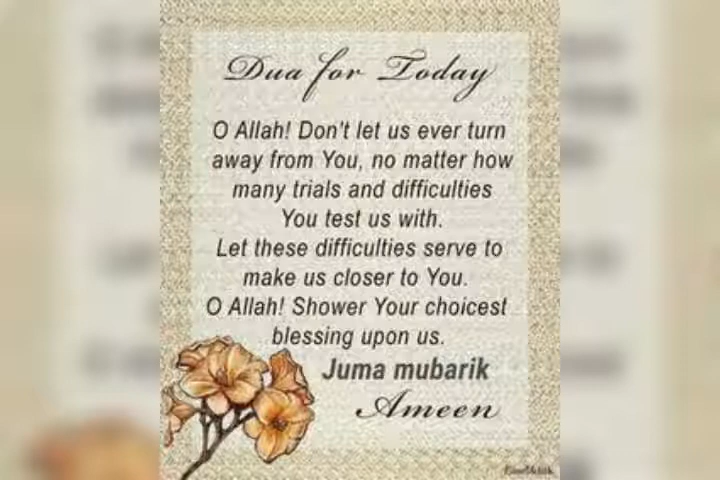 Dua for Today
O Allah! Don't let us ever turn
away from You, no matter how
many trials and difficulties
You test us with.
Let these difficulties serve to
make us closer to You.
O Allah! Shower Your choicest
blessing upon us.
Juma mubarik
Ameen